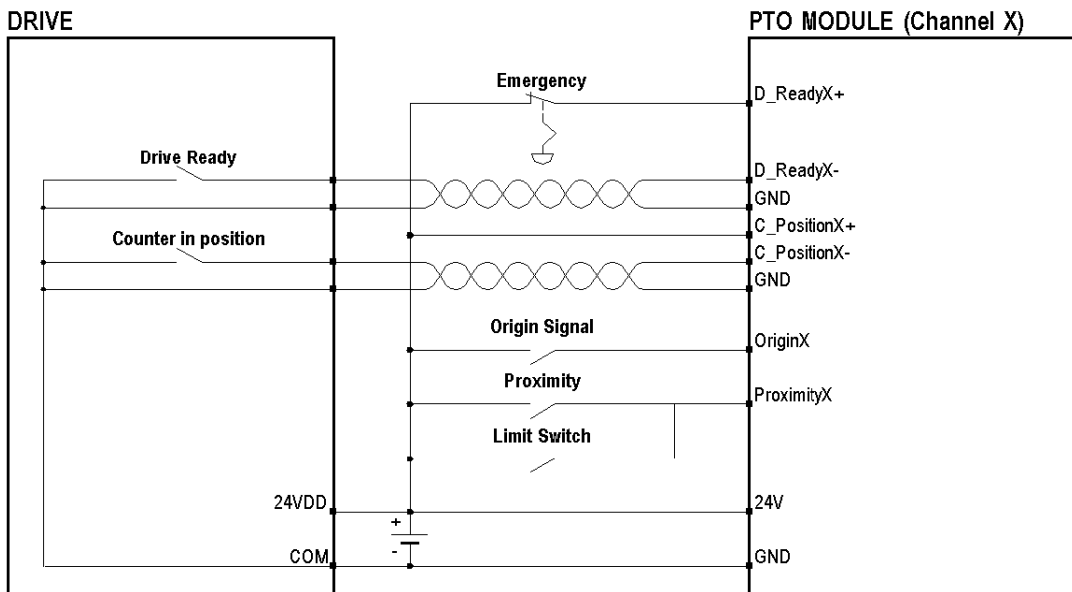 DRIVE
PTO MODULE (Channel X)
Emergency
D_ReadyX+
Drive Ready
D_ReadyX-
GND
C_PositionX+
Counter in position
C_PositionX-
GND
Origin Signal
OriginX
Proximity
ProximityX
Limit Switch
24VDD
24V
+
-
COM
GND